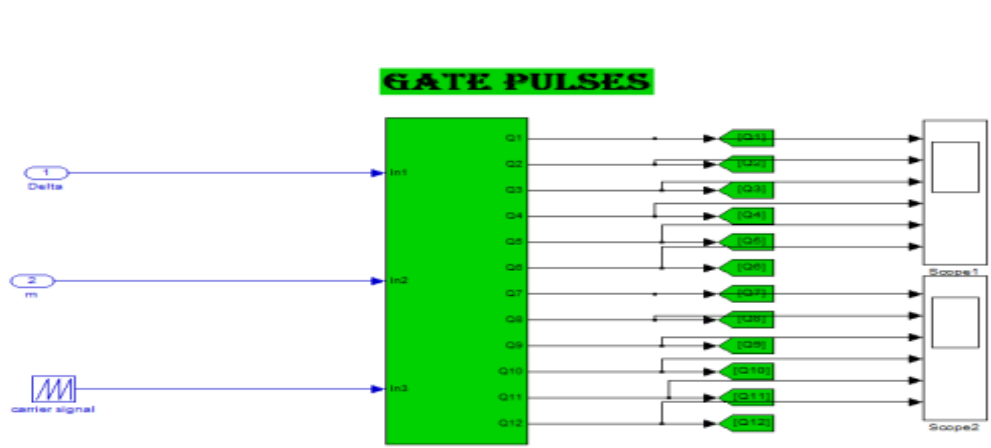 GATE PULSES
1
Delta
2
m
carrier signal
In1
In2
In3
Q1
Q2
Q3
Q4
Q5
Q6
Q7
Q8
Q9
Q10
Q11
Q12
[Q1]
[Q2]
[Q3]
[Q4]
[Q5]
[Q6]
[Q7]
[Q8]
[Q9]
[Q10]
[Q11]
[Q12]
Scope1
Scope2